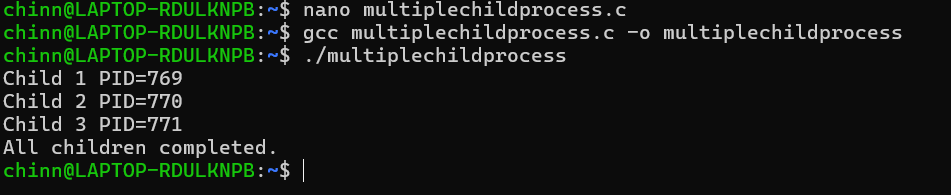 chinn@LAPTOP-RDULKNPB:~$ nano multiplechildprocess.c
chinn@LAPTOP-RDULKNPB:~$ gcc multiplechildprocess.c -o multiplechildprocess
chinn@LAPTOP-RDULKNPB:~$ ./multiplechildprocess
Child 1 PID=769
Child 2 PID=770
Child 3 PID=771
All children completed.
chinn@LAPTOP-RDULKNPB:~$